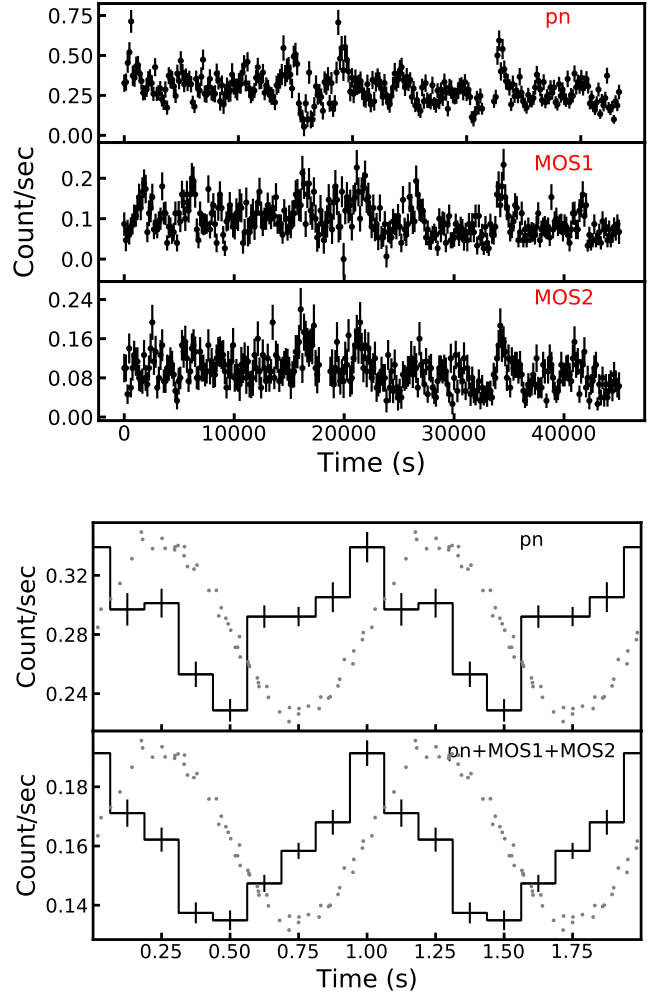 pn
0.75
0.50
0.25
0.00
MOS1
0.2
0.1
0.0
Count/sec
MOS2
0.24
0.16
0.08
0.00
0 10000 20000 30000 40000
Time (s)
pn
0.32
0.28
0.24
Count/sec
pn+MOS1+MOS2
0.18
0.16
0.14
Count/sec
0.25 0.50 0.75 1.00 1.25 1.50 1.75
Time (s)